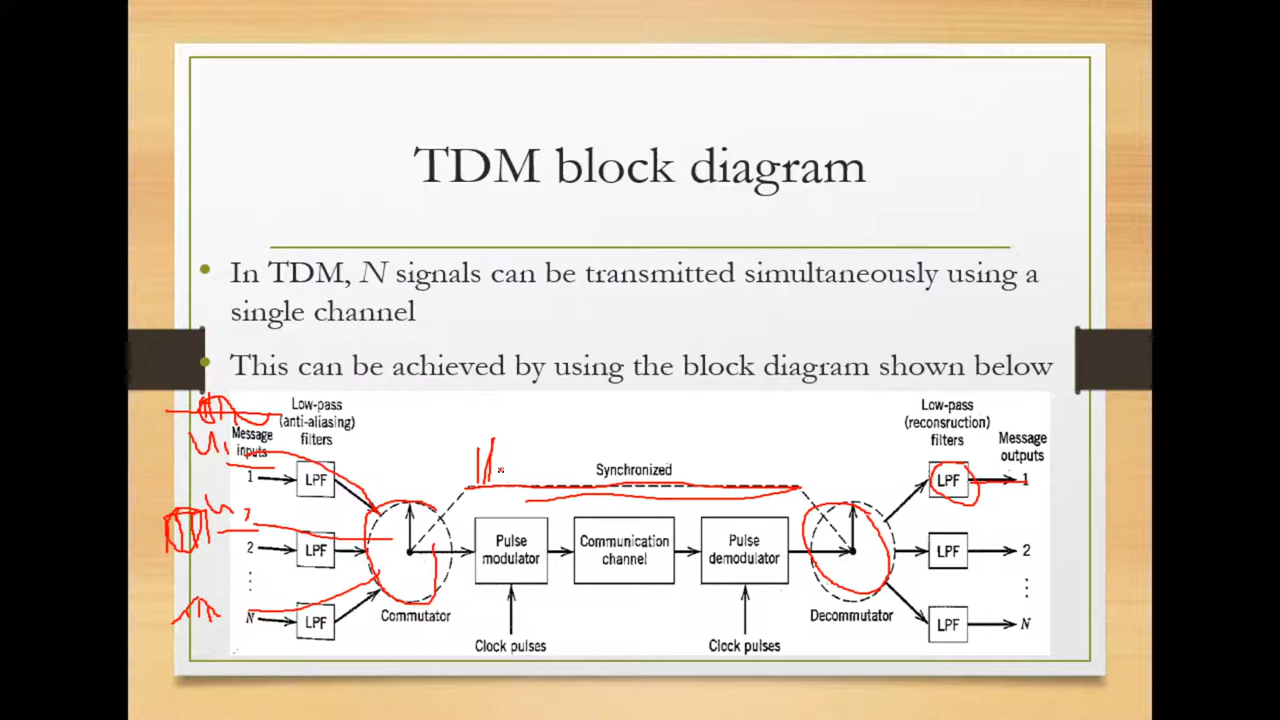 TDM block diagram
• In TDM, N signals can be transmitted simultaneously using a
single channel
• This can be achieved by using the block diagram shown below
Low-pass
(anti-aliasing)
filters
Message
inputs
1
LPF
2
LPF
N
LPF
Commutator
Synchronized
Pulse
modulator
Clock pulses
Communication
channel
Pulse
demodulator
Clock pulses
Decommutator
Low-pass
(reconsruction)
filters
Message
outputs
LPF
1
LPF
2
LPF
N